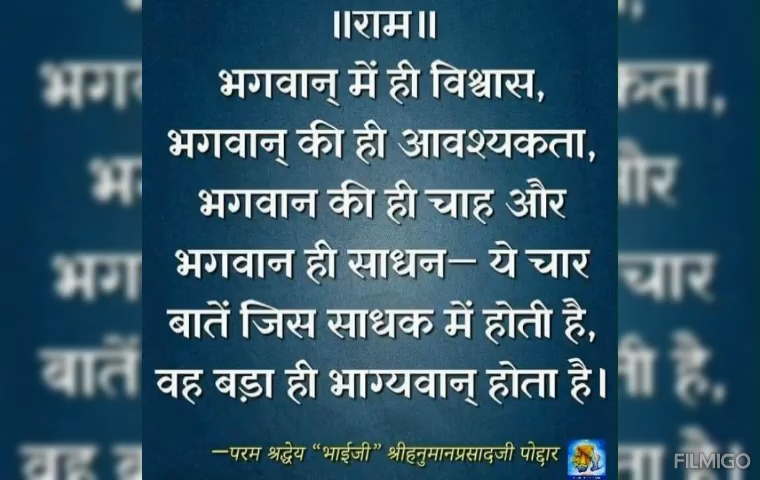 ॥राम॥
भगवान् में ही विश्वास,
भगवान् की ही आवश्यकता,
भगवान की ही चाह और
भगवान ही साधन— ये चार
बातें जिस साधक में होती है,
वह बड़ा ही भाग्यवान् होता है।
—परम श्रद्धेय “भाईजी” श्रीहनुमानप्रसादजी पोद्दार
FILMIGO